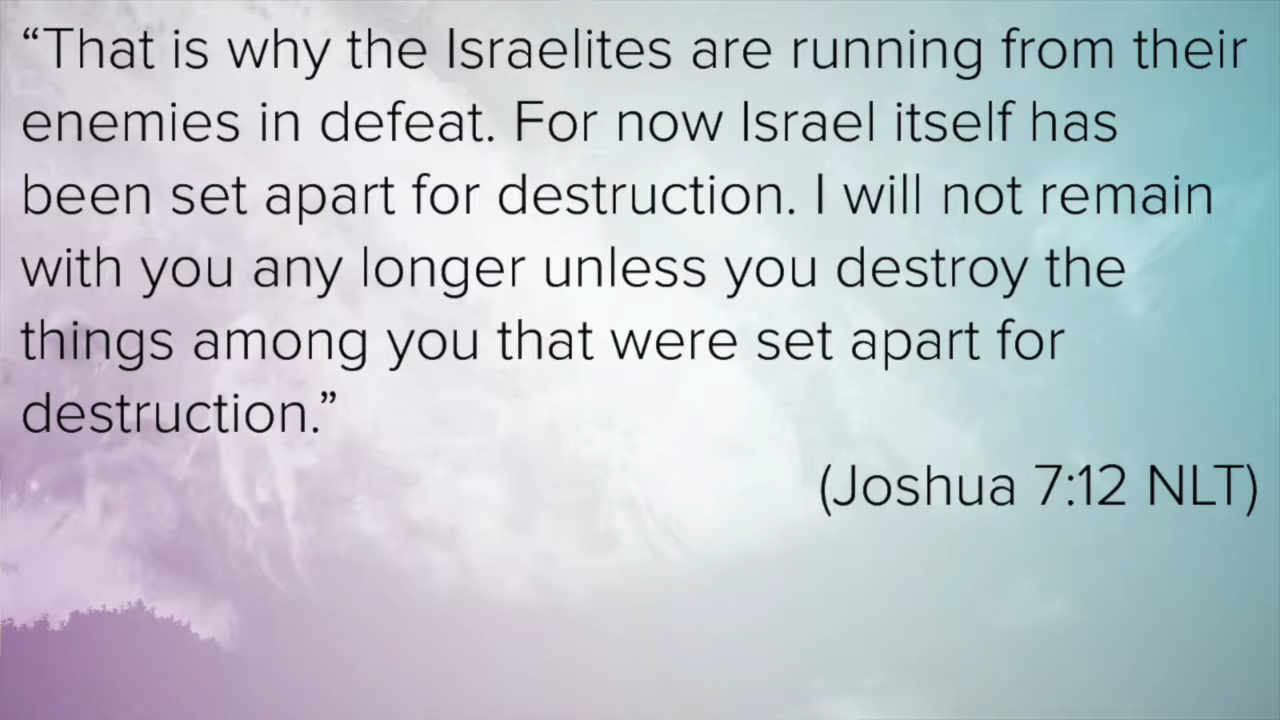 “That is why the Israelites are running from their
enemies in defeat. For now Israel itself has
been set apart for destruction. I will not remain
with you any longer unless you destroy the
things among you that were set apart for
destruction.”
(Joshua 7:12 NLT)